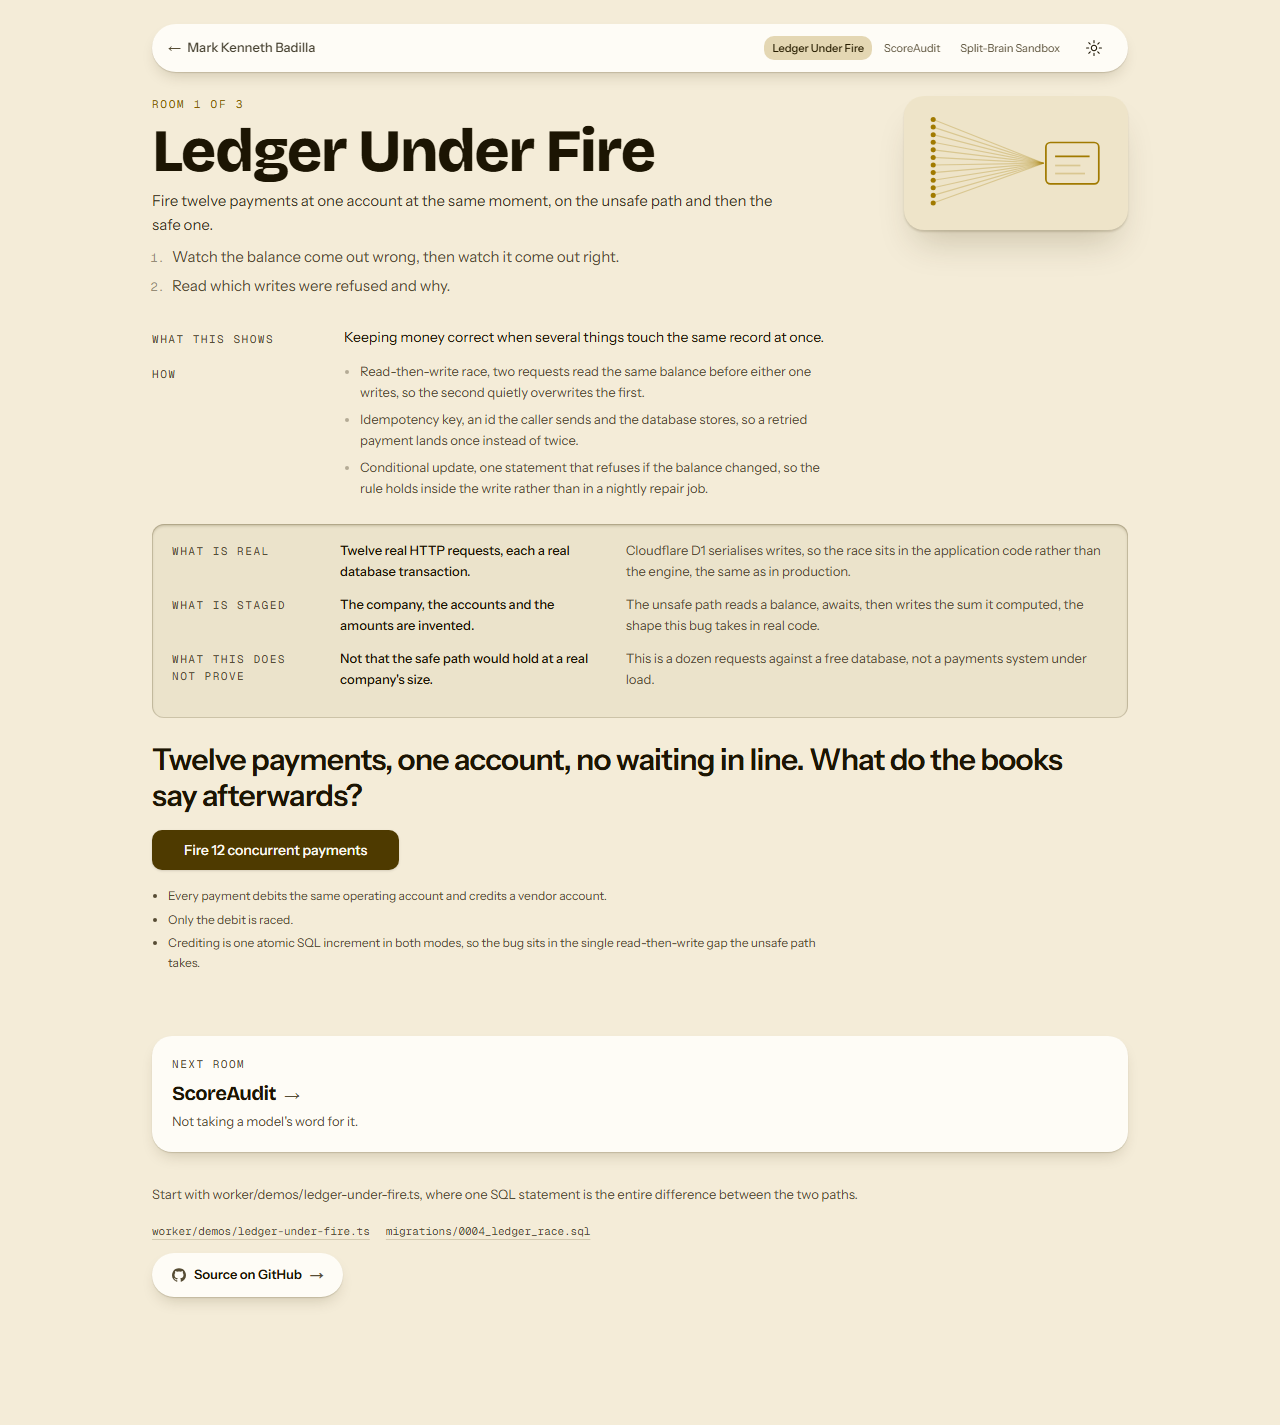 ← Mark Kenneth Badilla
Ledger Under Fire
ScoreAudit
Split-Brain Sandbox
ROOM 1 OF 3
Ledger Under Fire
Fire twelve payments at one account at the same moment, on the unsafe path and then the
safe one.
1. Watch the balance come out wrong, then watch it come out right.
2. Read which writes were refused and why.
WHAT THIS SHOWS
Keeping money correct when several things touch the same record at once.
HOW
• Read-then-write race, two requests read the same balance before either one
writes, so the second quietly overwrites the first.
• Idempotency key, an id the caller sends and the database stores, so a retried
payment lands once instead of twice.
• Conditional update, one statement that refuses if the balance changed, so the
rule holds inside the write rather than in a nightly repair job.
WHAT IS REAL
Twelve real HTTP requests, each a real
database transaction.
Cloudflare D1 serialises writes, so the race sits in the application code rather than
the engine, the same as in production.
WHAT IS STAGED
The company, the accounts and the
amounts are invented.
The unsafe path reads a balance, awaits, then writes the sum it computed, the
shape this bug takes in real code.
WHAT THIS DOES
NOT PROVE
Not that the safe path would hold at a real
company's size.
This is a dozen requests against a free database, not a payments system under
load.
Twelve payments, one account, no waiting in line. What do the books
say afterwards?
Fire 12 concurrent payments
• Every payment debits the same operating account and credits a vendor account.
• Only the debit is raced.
• Crediting is one atomic SQL increment in both modes, so the bug sits in the single read-then-write gap the unsafe path
takes.
NEXT ROOM
ScoreAudit →
Not taking a model's word for it.
Start with worker/demos/ledger-under-fire.ts, where one SQL statement is the entire difference between the two paths.
worker/demos/ledger-under-fire.ts
migrations/0004_ledger_race.sql
Source on GitHub →